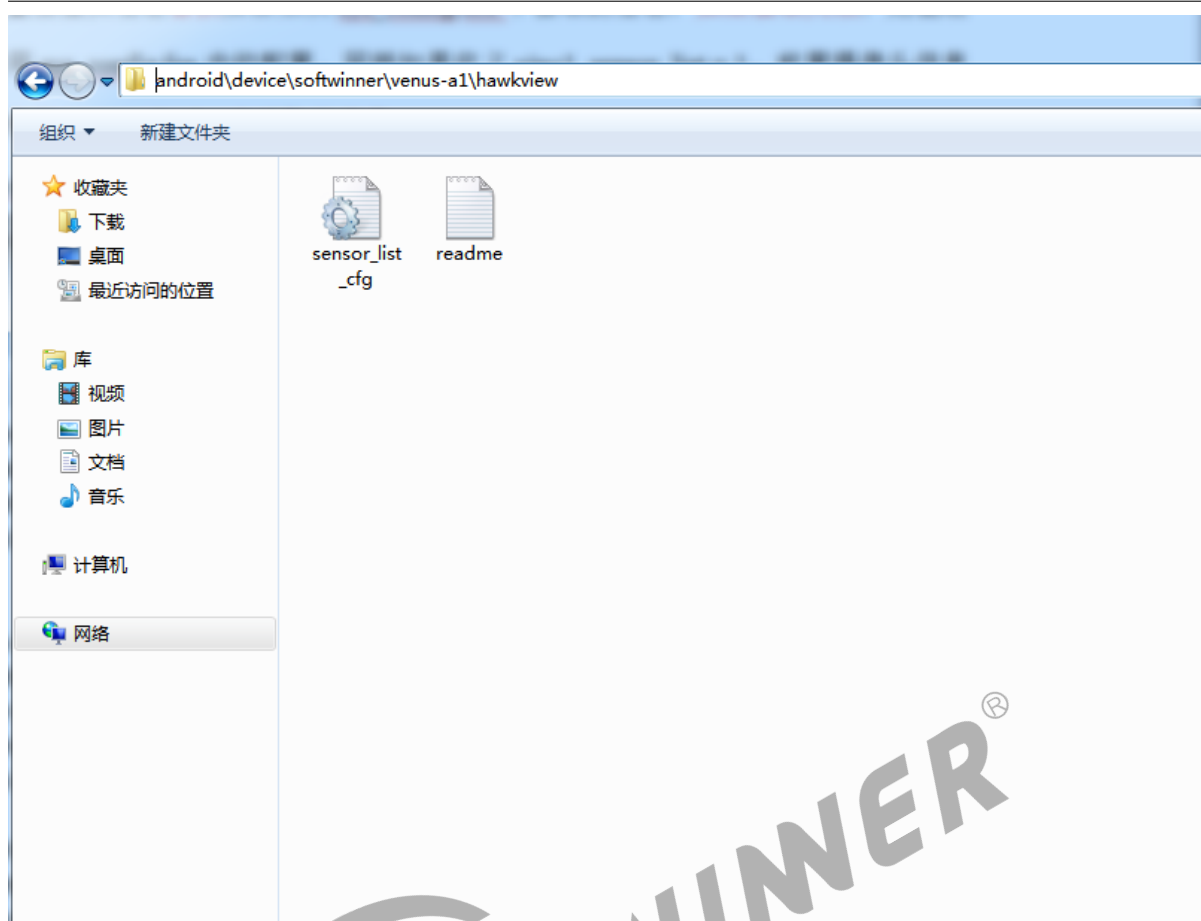 android\device\softwinner\venus-a1\hawkview
组织 新建文件夹
收藏夹
下载
桌面
最近访问的位置
库
视频
图片
文档
音乐
计算机
网络
sensor_list
_cfg
readme
WINNER®